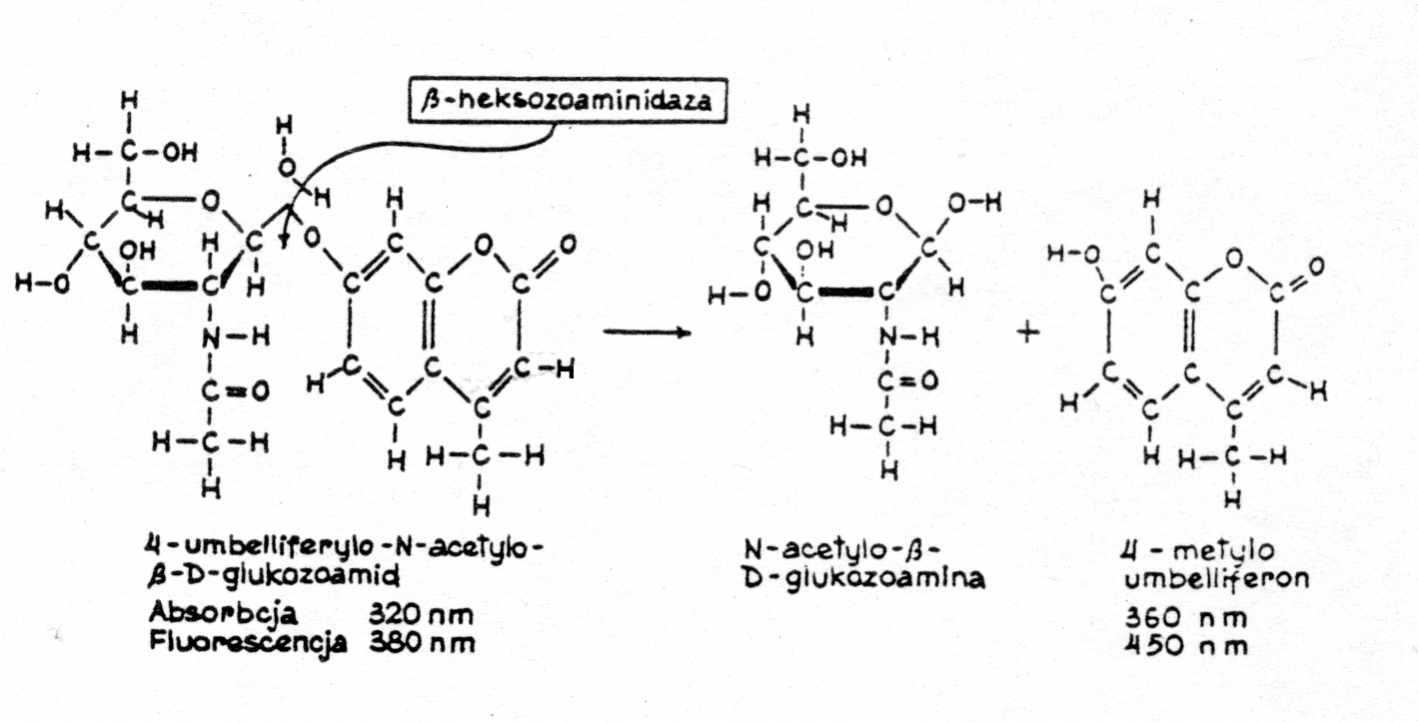 β-heksozoaminidaza
4-umbelliferylo-N-acetylo-
β-D-glukozoamid
Absorbcja 320 nm
Fluorescencja 380 nm
N-acetylo-β-
D-glukozoamina
4-metylo
umbelliferon
360 nm
450 nm